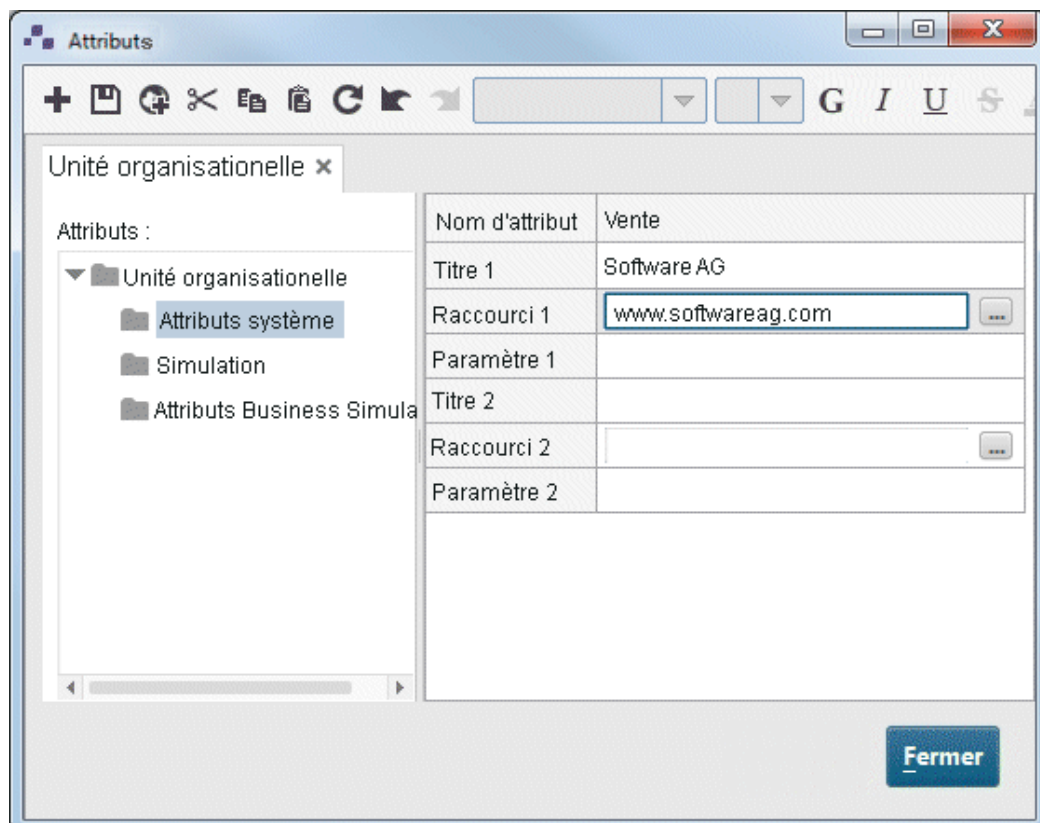 Attributs
G I U S
Unité organisationelle
Attributs :
Unité organisationelle
Attributs système
Simulation
Attributs Business Simula
Nom d'attribut Vente
Titre 1 Software AG
Raccourci 1 www.softwareag.com ...
Paramètre 1
Titre 2
Raccourci 2 ...
Paramètre 2
Fermer